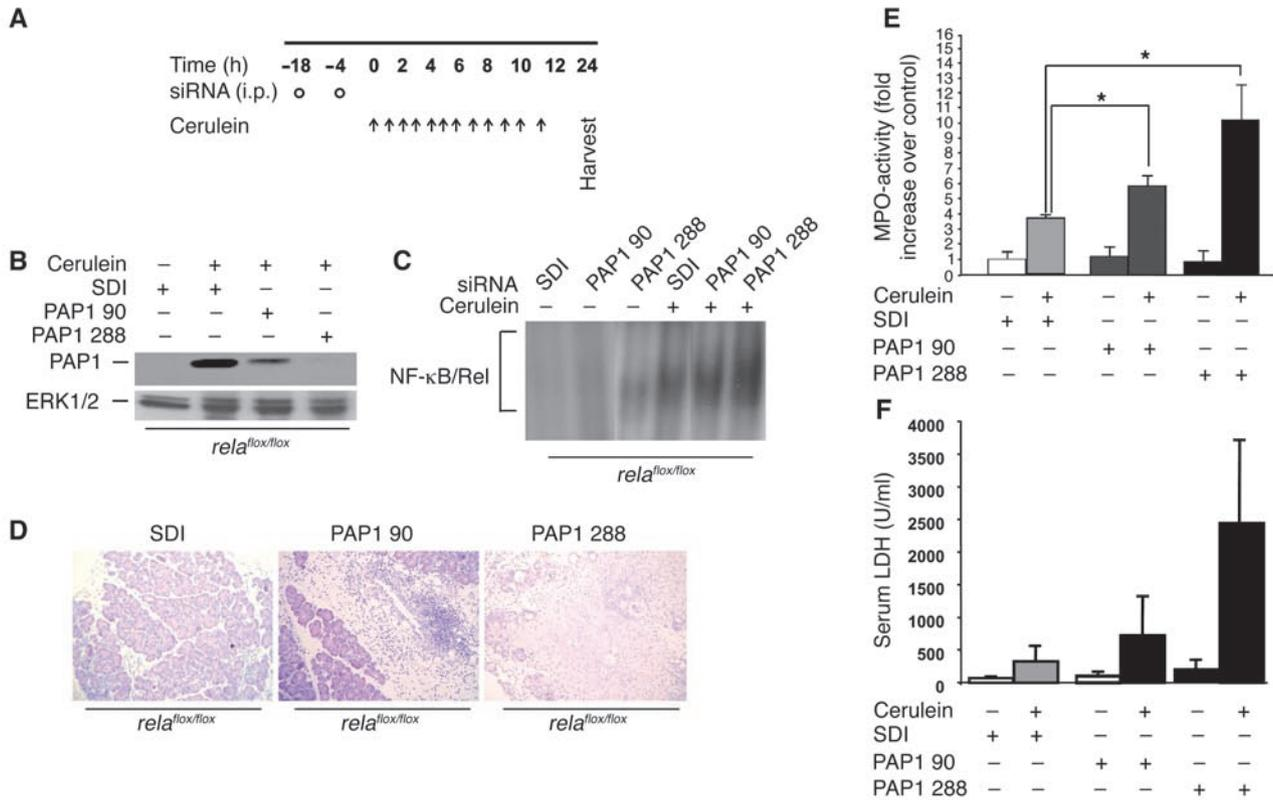 A
Time (h) –18 –4 0 2 4 6 8 10 12 24
siRNA (i.p.)
Cerulein
Harvest
B
Cerulein – + + +
SDI + + – –
PAP1 90 – – + –
PAP1 288 – – – +
PAP1
ERK1/2
rela flox/flox
C
siRNA SDI PAP1 90 PAP1 288 SDI PAP1 90 PAP1 288
Cerulein – – – + + +
NF-κB/Rel
rela flox/flox
D
SDI PAP1 90 PAP1 288
rela flox/flox rela flox/flox rela flox/flox
E
MPO-activity (fold
increase over control)
16
15
14
13
12
11
10
9
8
7
6
5
4
3
2
1
0
*
*
Cerulein – + – + – +
SDI + + – – – –
PAP1 90 – – + + – –
PAP1 288 – – – – + +
F
Serum LDH (U/ml)
4000
3500
3000
2500
2000
1500
1000
500
0
Cerulein – + – + – +
SDI + + – – – –
PAP1 90 – – + + – –
PAP1 288 – – – – + +